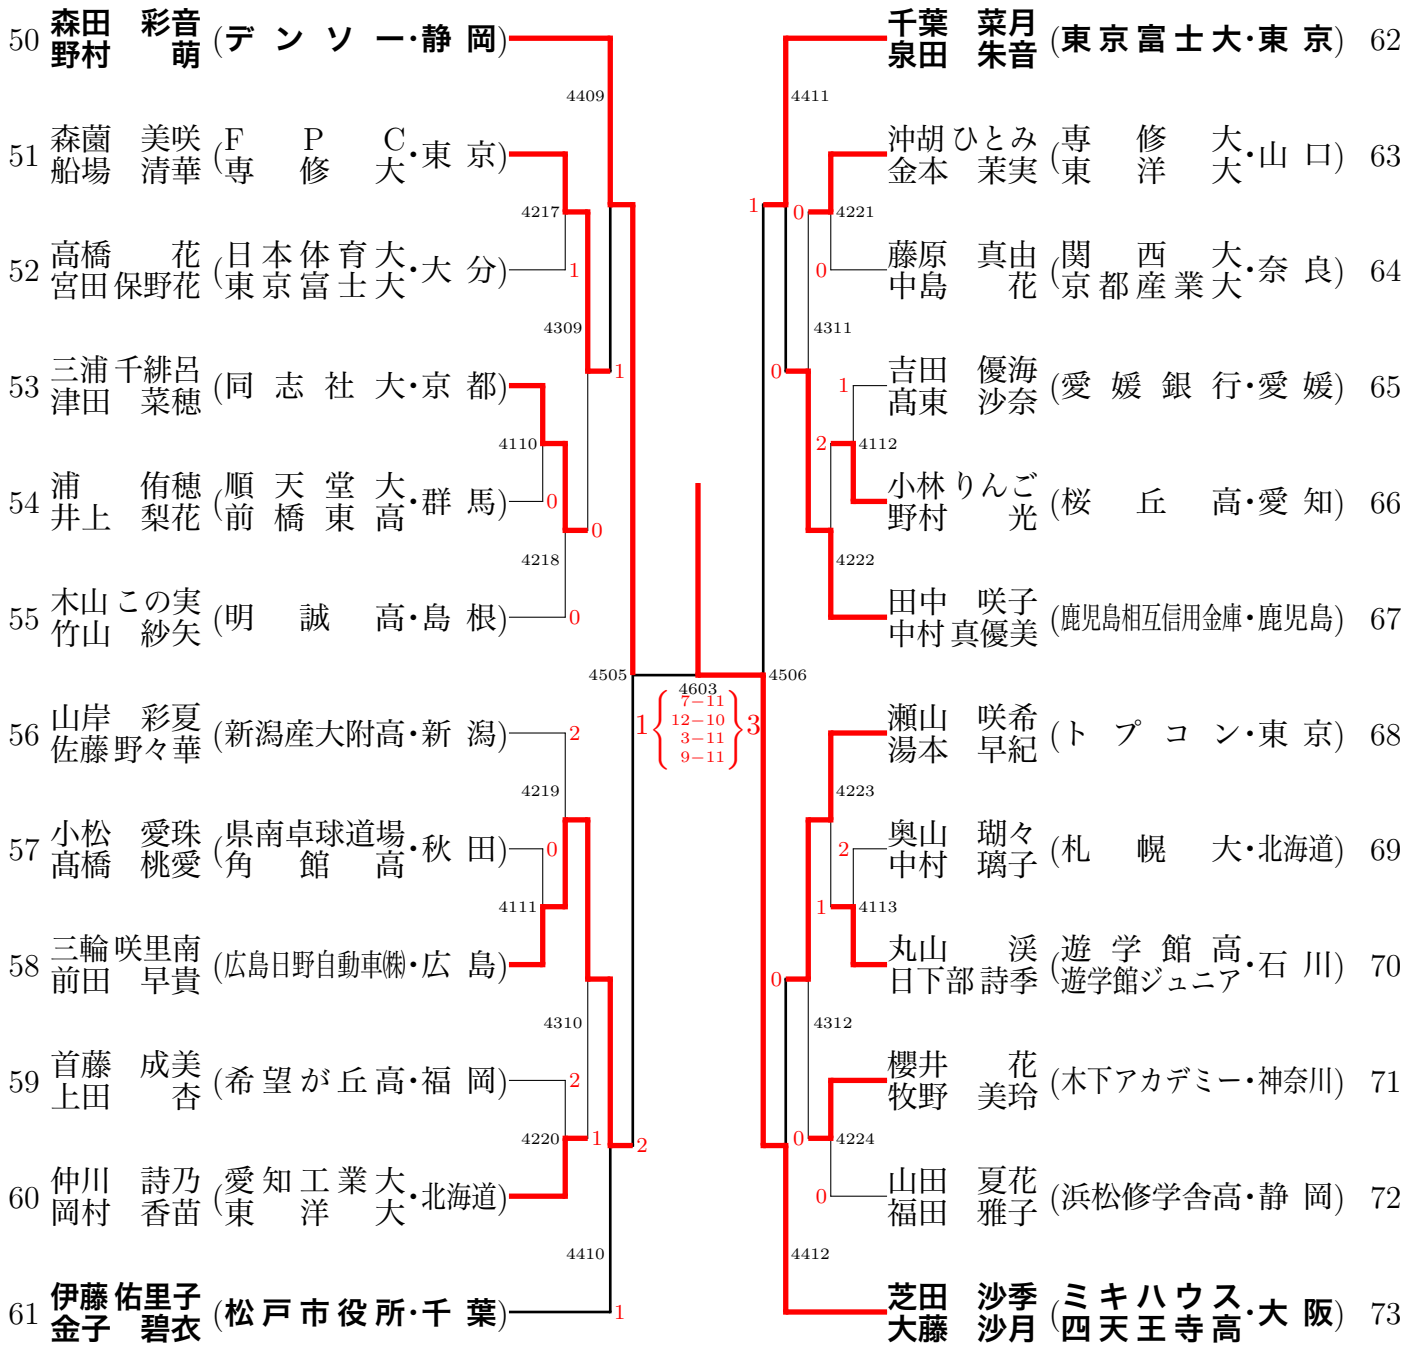 50 森田 彩音 野村 萌 (デンソー・静岡)
4409
51 森薗 美咲 船場 清華 (FPC 専修大・東京)
4217
52 高橋 花 宮田 保野花 (日本体育大 東京富士大・大分)
1
4309
53 三浦 千緋呂 津田 菜穂 (同志社大・京都)
1
4110
54 浦 侑穂 井上 梨花 (順天堂大 前橋東高・群馬)
0
0
4218
55 木山 この実 竹山 紗矢 (明誠高・島根)
0
4505
56 山岸 彩夏 佐藤 野々華 (新潟産大附高・新潟)
2
4219
57 小松 愛珠 髙橋 桃愛 (県南卓球道場 角館高・秋田)
0
4111
58 三輪 咲里南 前田 早貴 (広島日野自動車㈱・広島)
4310
59 首藤 成美 上田 杏 (希望が丘高・福岡)
2
4220
1
2
60 仲川 詩乃 岡村 香苗 (愛知工業大 東洋大・北海道)
4410
61 伊藤 佑里子 金子 碧衣 (松戸市役所・千葉)
1
4603
1
7−11
12−10
3−11
9−11
3
千葉 菜月 泉田 朱音 (東京富士大・東京) 62
4411
沖胡 ひとみ 金本 茉実 (専修大 東洋大・山口) 63
1
0
4221
藤原 真由 中島 花 (関西大 京都産業大・奈良) 64
0
4311
0
吉田 優海 髙東 沙奈 (愛媛銀行・愛媛) 65
1
2
4112
小林 りんご 野村 光 (桜丘高・愛知) 66
4222
田中 咲子 中村 真優美 (鹿児島相互信用金庫・鹿児島) 67
4506
瀬山 咲希 湯本 早紀 (トプコン・東京) 68
4223
奥山 瑚々 中村 璃子 (札幌大・北海道) 69
2
1
4113
丸山 渓 日下部 詩季 (遊学館高 遊学館ジュニア・石川) 70
0
4312
櫻井 花 牧野 美玲 (木下アカデミー・神奈川) 71
0
4224
山田 夏花 福田 雅子 (浜松修学舎高・静岡) 72
0
4412
芝田 沙季 大藤 沙月 (ミキハウス 四天王寺高・大阪) 73